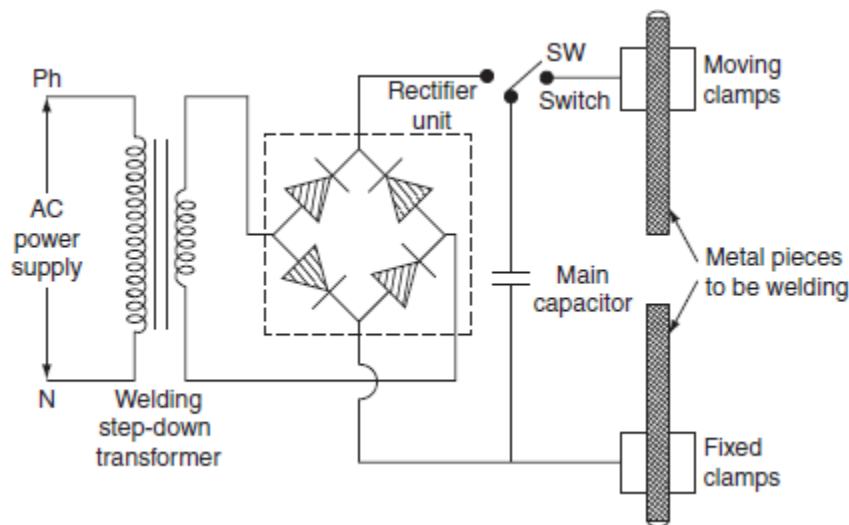 Ph
AC
power
supply
N
Welding
step-down
transformer
Rectifier
unit
SW
Switch
Main
capacitor
Moving
clamps
Metal pieces
to be welding
Fixed
clamps